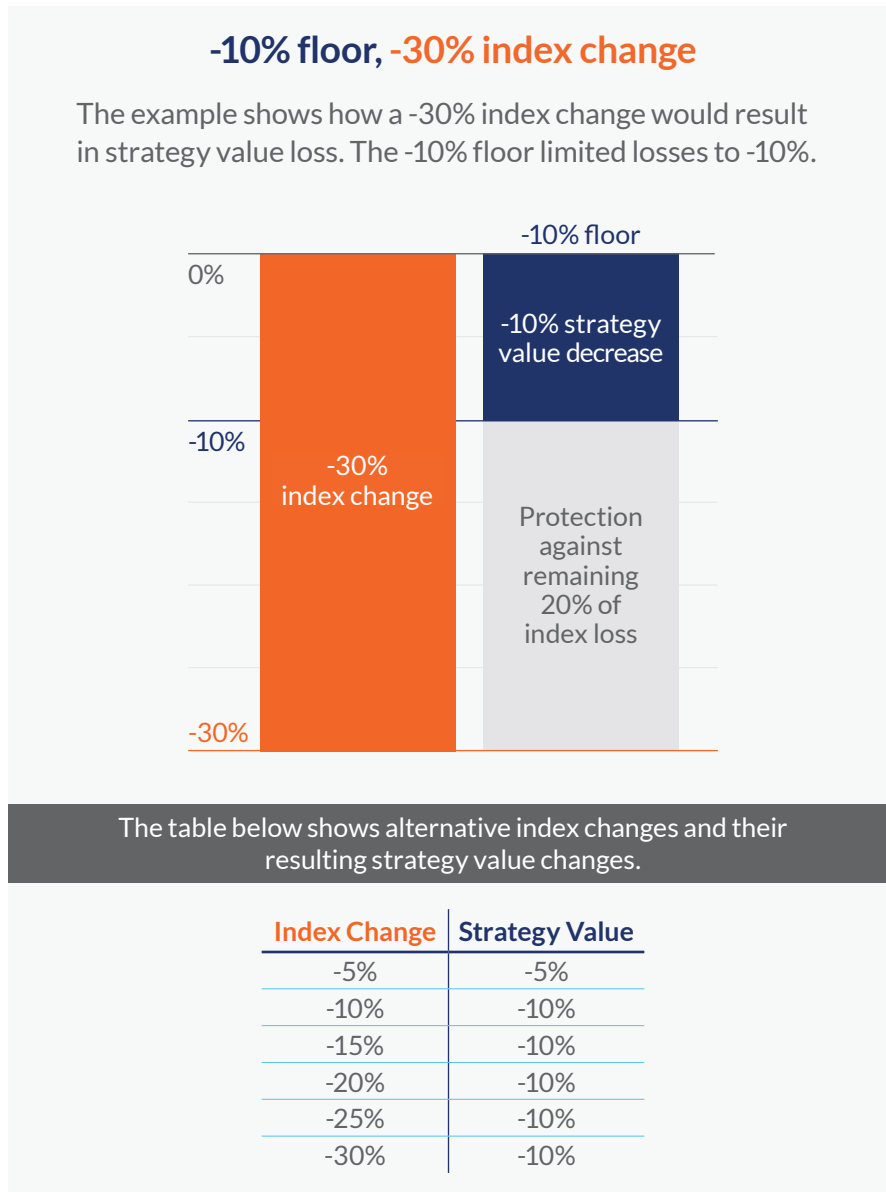 -10% floor, -30% index change
The example shows how a -30% index change would result
in strategy value loss. The -10% floor limited losses to -10%.
-10% floor
0%
-10% strategy
value decrease
-10%
-30%
index change
Protection
against
remaining
20% of
index loss
-30%
The table below shows alternative index changes and their
resulting strategy value changes.
Index Change Strategy Value
-5% -5%
-10% -10%
-15% -10%
-20% -10%
-25% -10%
-30% -10%